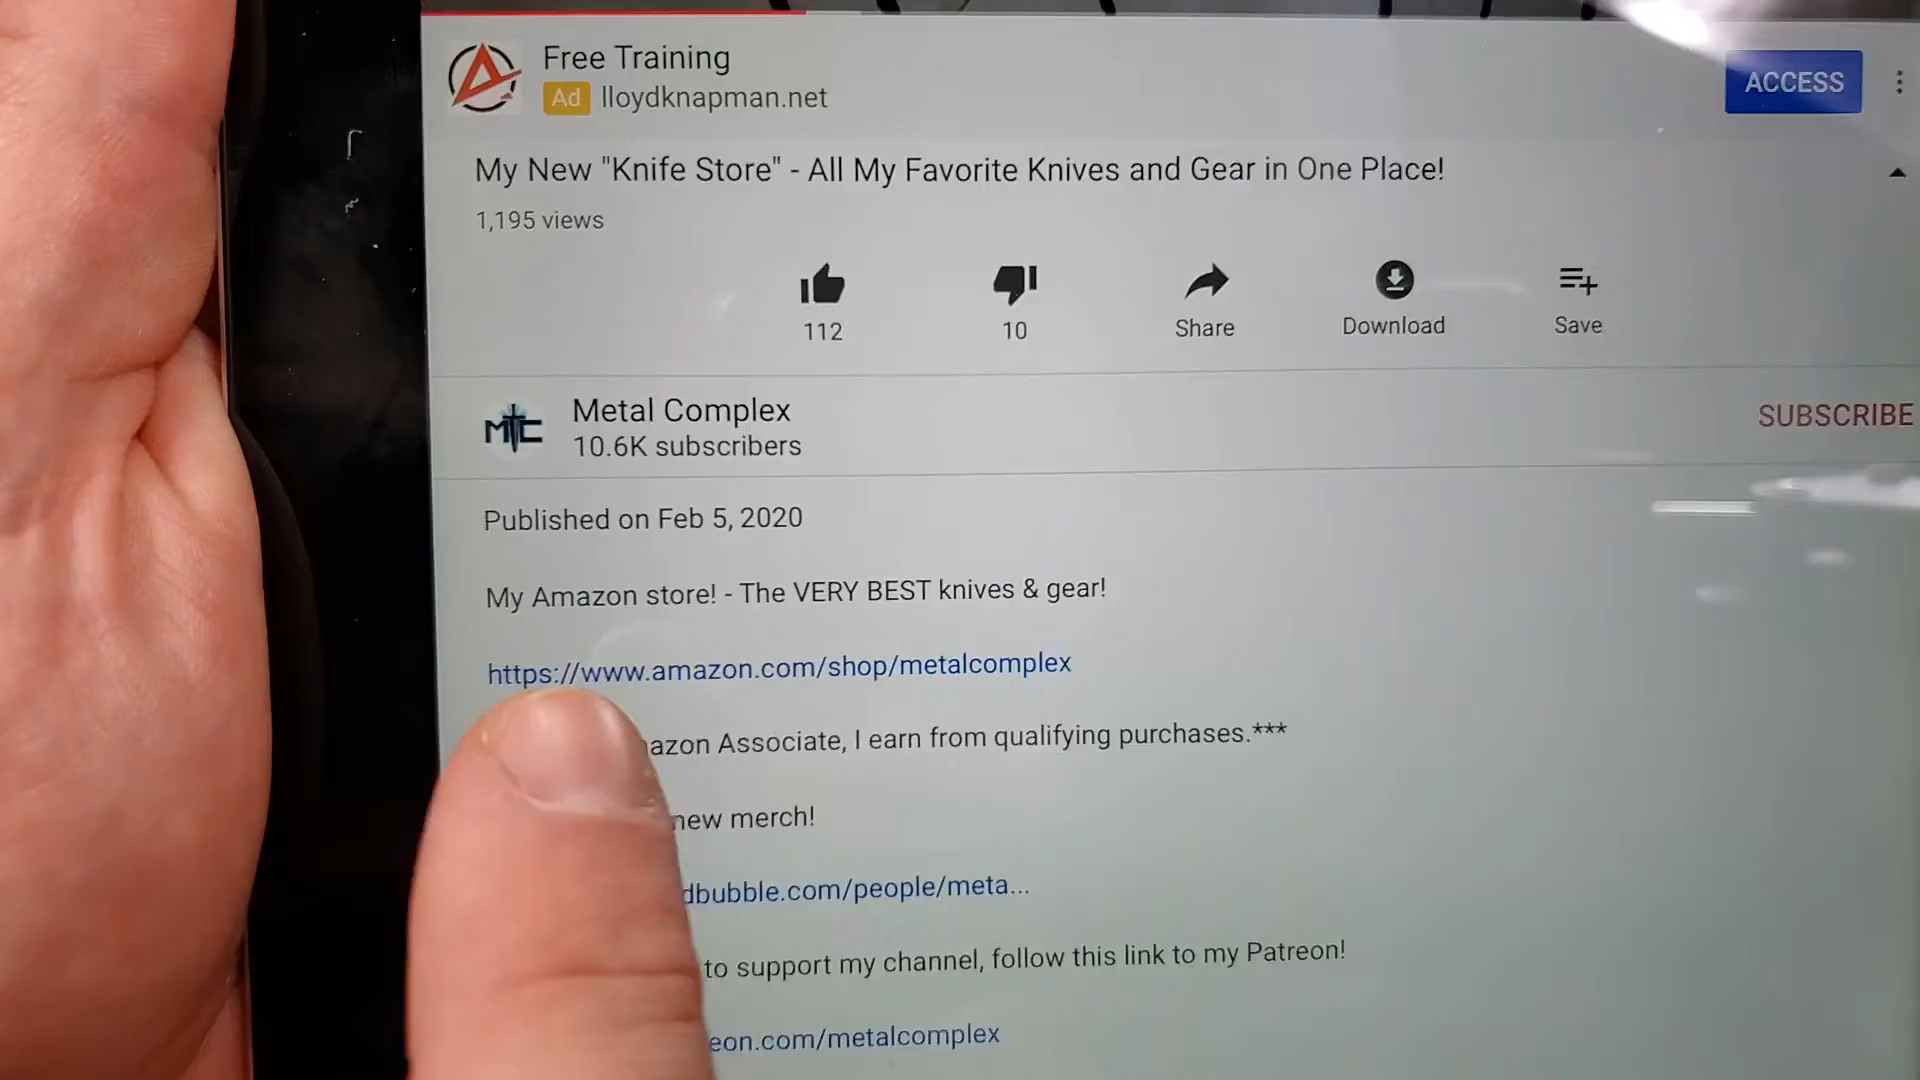 Free Training
Ad lloydknapman.net
ACCESS
My New "Knife Store" - All My Favorite Knives and Gear in One Place!
1,195 views
112
10
Share
Download
Save
MTC
Metal Complex
10.6K subscribers
SUBSCRIBE
Published on Feb 5, 2020
My Amazon store! - The VERY BEST knives & gear!
https://www.amazon.com/shop/metalcomplex
azon Associate, I earn from qualifying purchases.***
new merch!
dbubble.com/people/meta...
to support my channel, follow this link to my Patreon!
eon.com/metalcomplex